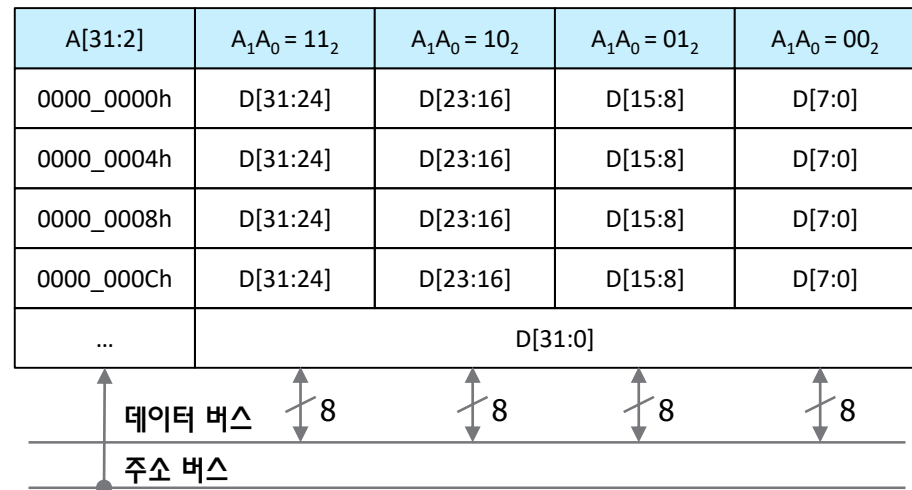 A[31:2] A₁A₀ = 11₂ A₁A₀ = 10₂ A₁A₀ = 01₂ A₁A₀ = 00₂
0000_0000h D[31:24] D[23:16] D[15:8] D[7:0]
0000_0004h D[31:24] D[23:16] D[15:8] D[7:0]
0000_0008h D[31:24] D[23:16] D[15:8] D[7:0]
0000_000Ch D[31:24] D[23:16] D[15:8] D[7:0]
... D[31:0]
데이터 버스 8 8 8 8
주소 버스